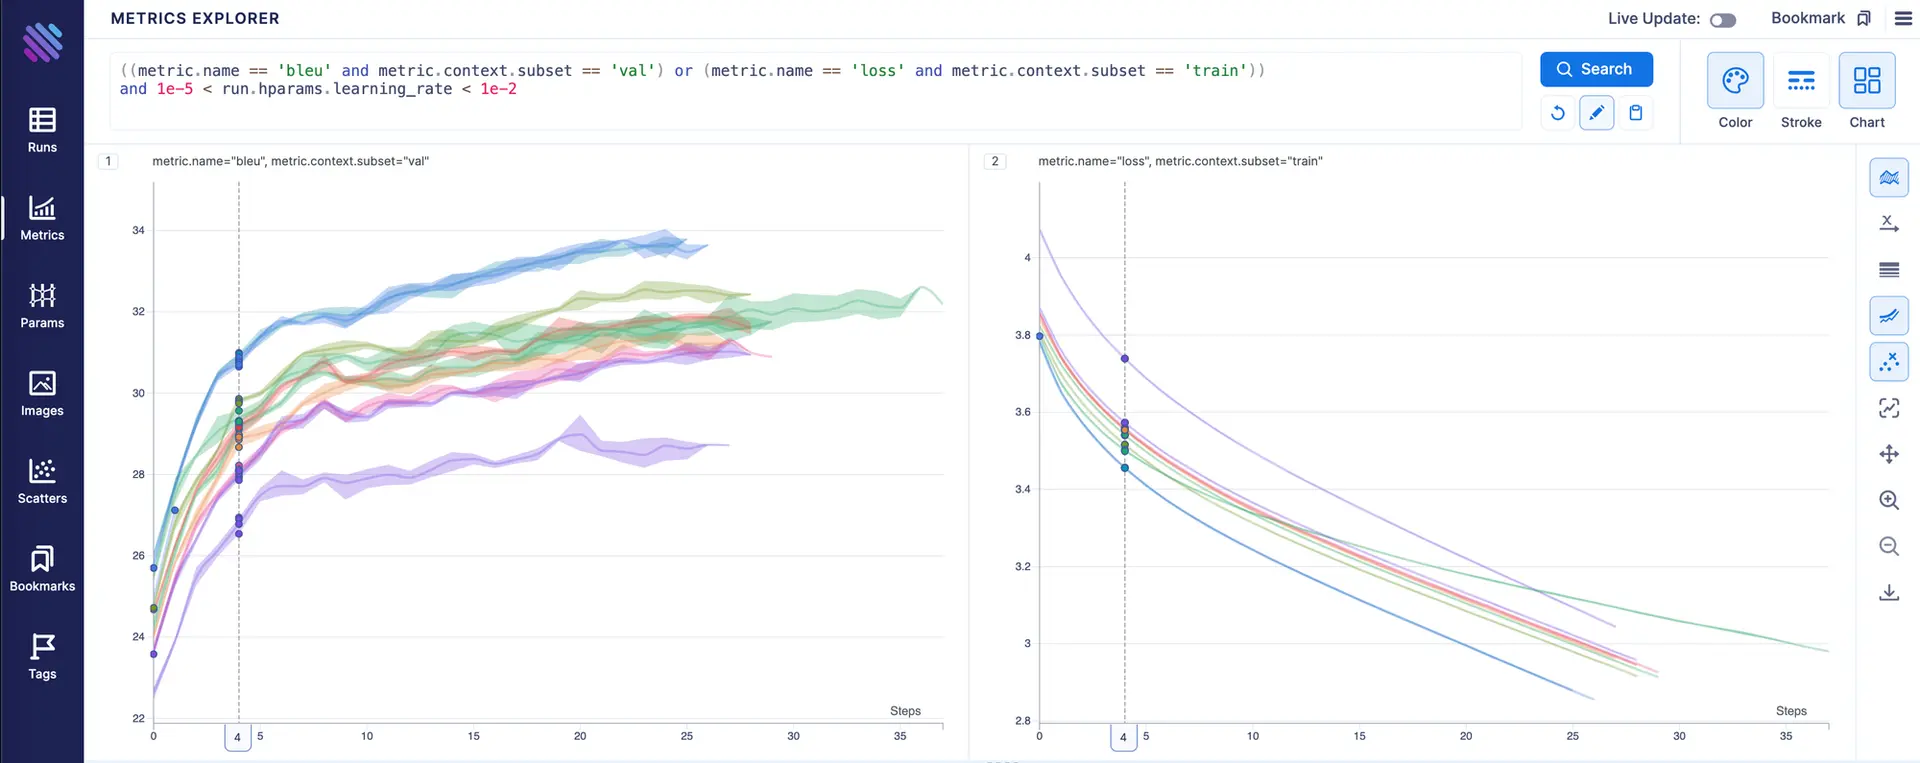 METRICS EXPLORER
Live Update:
Bookmark
((metric.name == 'bleu' and metric.context.subset == 'val') or (metric.name == 'loss' and metric.context.subset == 'train'))
and 1e-5 < run.hparams.learning_rate < 1e-2
Search
Color
Stroke
Chart
Runs
Metrics
Params
Images
Scatters
Bookmarks
Tags
1
metric.name="bleu", metric.context.subset="val"
34
32
30
28
26
24
22
Steps
0
4
5
10
15
20
25
30
35
2
metric.name="loss", metric.context.subset="train"
4
3.8
3.6
3.4
3.2
3
2.8
Steps
0
4
5
10
15
20
25
30
35
X